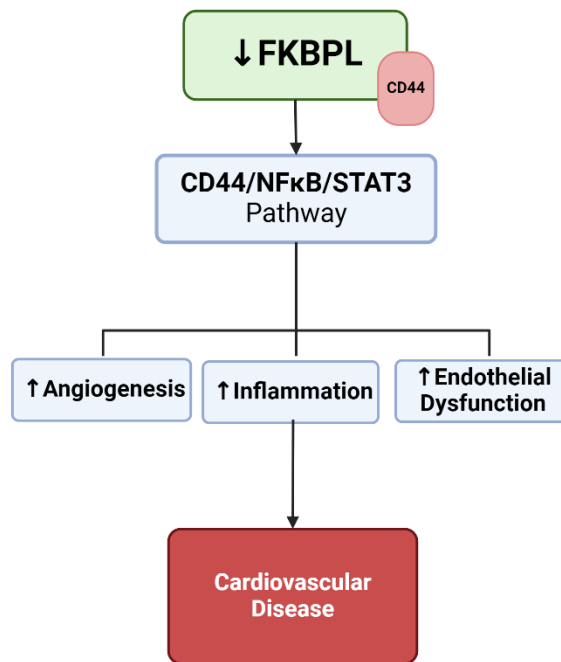 ↓FKBPL
CD44
CD44/NFκB/STAT3
Pathway
↑Angiogenesis
↑Inflammation
↑Endothelial
Dysfunction
Cardiovascular
Disease